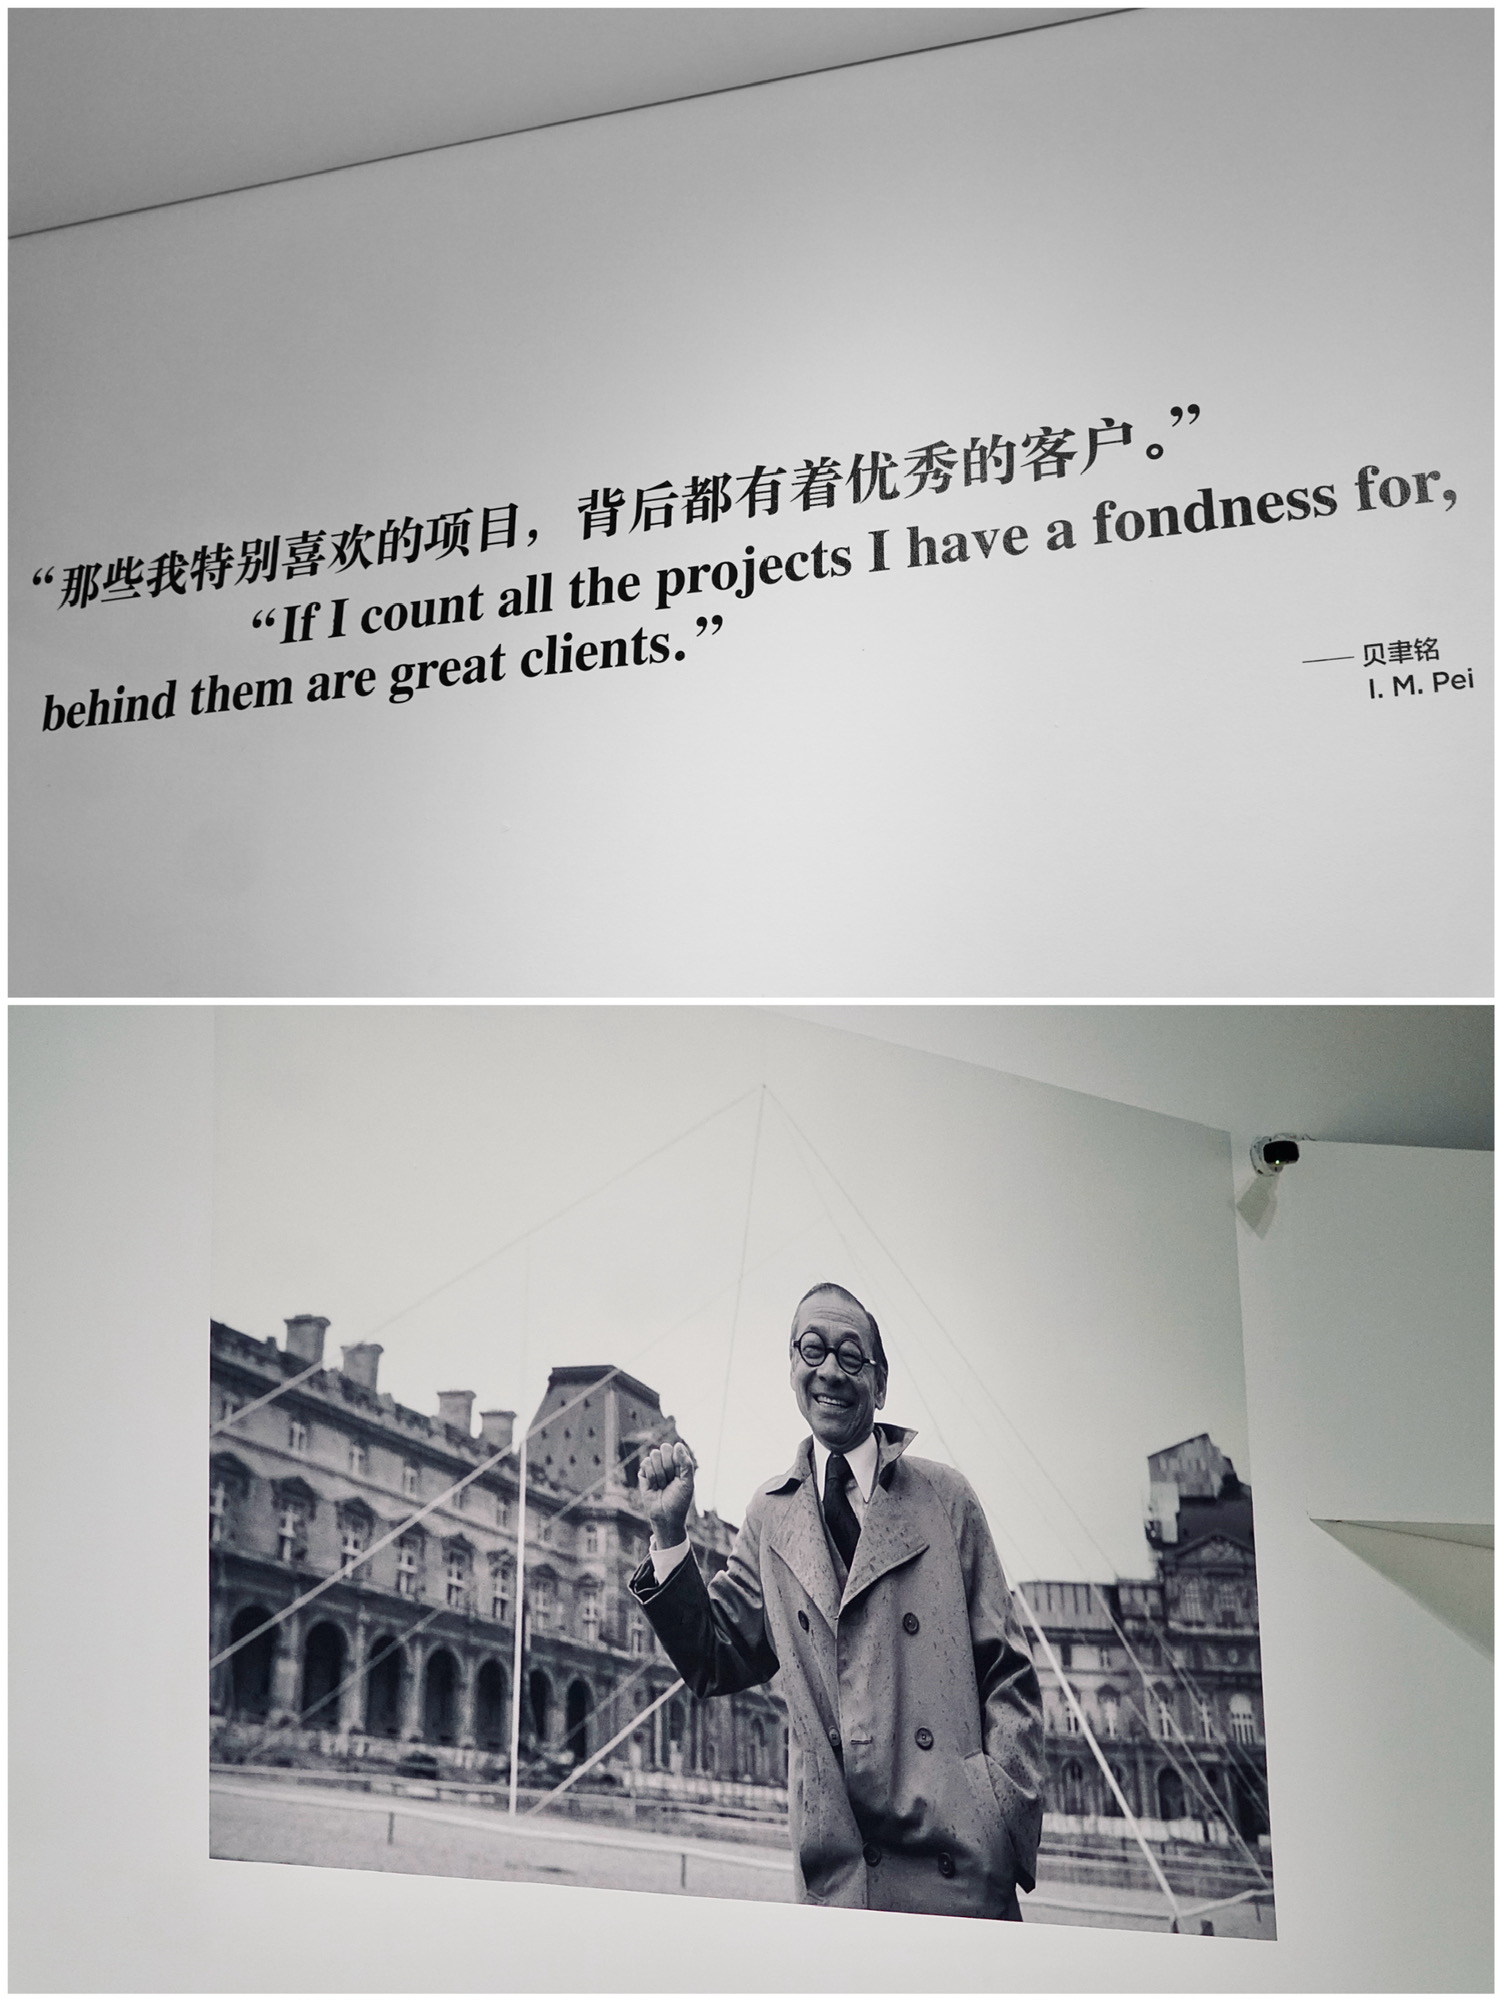 “那些我特别喜欢的项目，背后都有着优秀的客户。”
“If I count all the projects I have a fondness for,
behind them are great clients.”
—— 贝聿铭
I. M. Pei